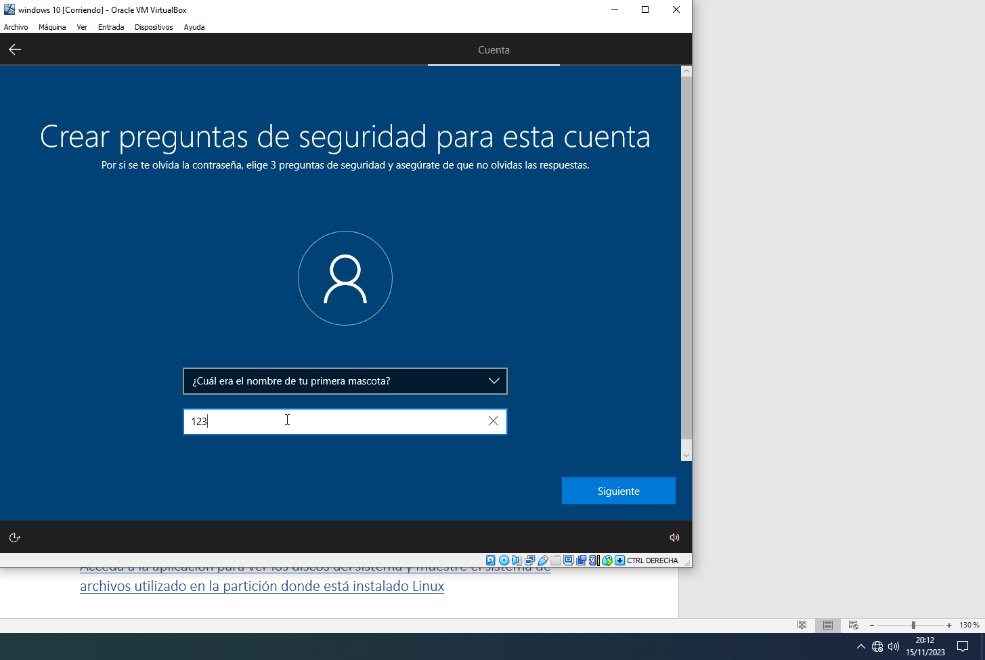 windows 10 [Corriendo] - Oracle VM VirtualBox
Archivo Máquina Ver Entrada Dispositivos Ayuda
Cuenta
Crear preguntas de seguridad para esta cuenta
Por si se te olvida la contraseña, elige 3 preguntas de seguridad y asegúrate de que no olvidas las respuestas.
¿Cuál era el nombre de tu primera mascota?
123
Siguiente
CTRL DERECHA
Acceda a la aplicación para ver los discos del sistema y muestre el sistema de
archivos utilizado en la partición donde está instalado Linux
130 %
20:12
15/11/2023